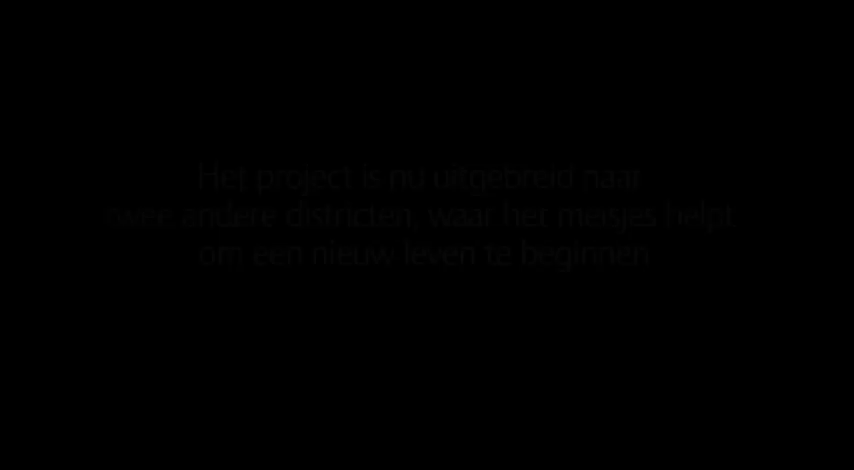 Het project is nu uitgebreid naar
twee andere districten, waar het meisjes helpt
om een nieuw leven te beginnen